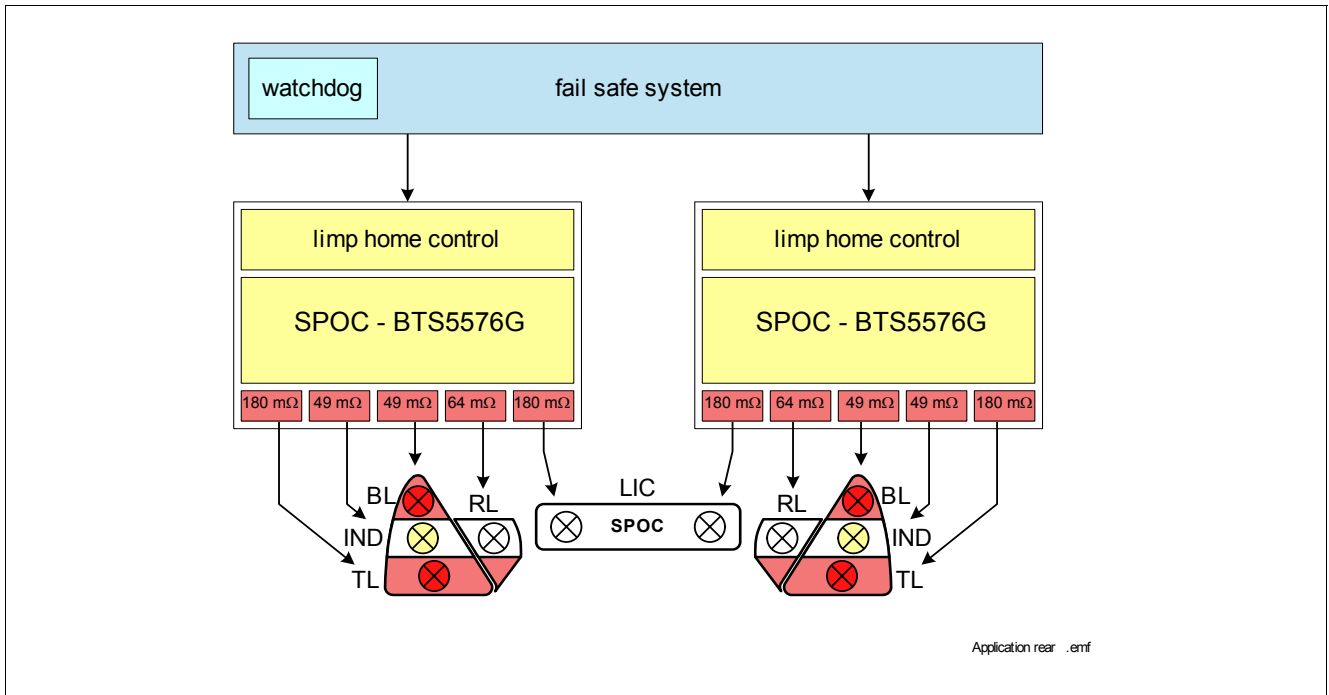 watchdog
fail safe system
limp home control
limp home control
SPOC - BTS5576G
SPOC - BTS5576G
180 mΩ 49 mΩ 49 mΩ 64 mΩ 180 mΩ
180 mΩ 64 mΩ 49 mΩ 49 mΩ 180 mΩ
BL
RL
LIC
RL
BL
IND
SPOC
IND
TL
TL
Application rear .emf